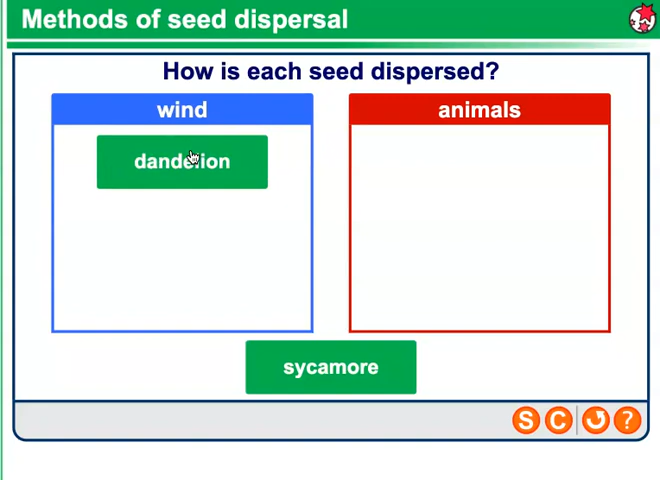 Methods of seed dispersal
How is each seed dispersed?
wind
animals
dandelion
sycamore
S C ?